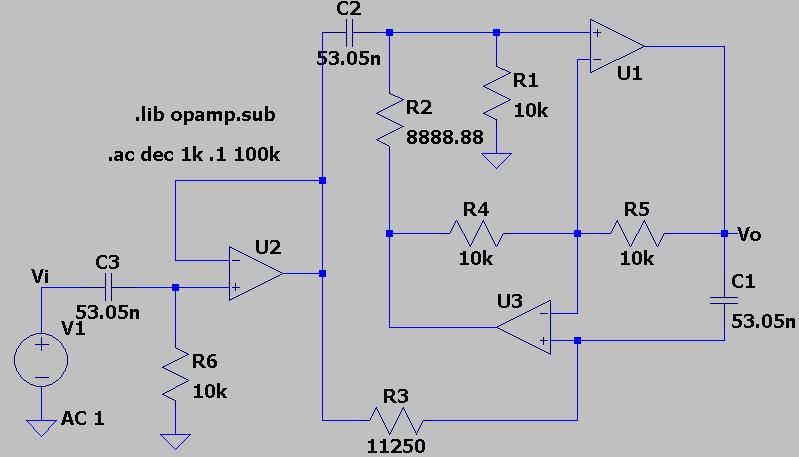 C2
53.05n
U1
R1
10k
R2
8888.88
.lib opamp.sub
.ac dec 1k .1 100k
R4
10k
R5
10k
Vo
U2
Vi
C3
53.05n
C1
53.05n
U3
V1
R6
10k
AC 1
R3
11250